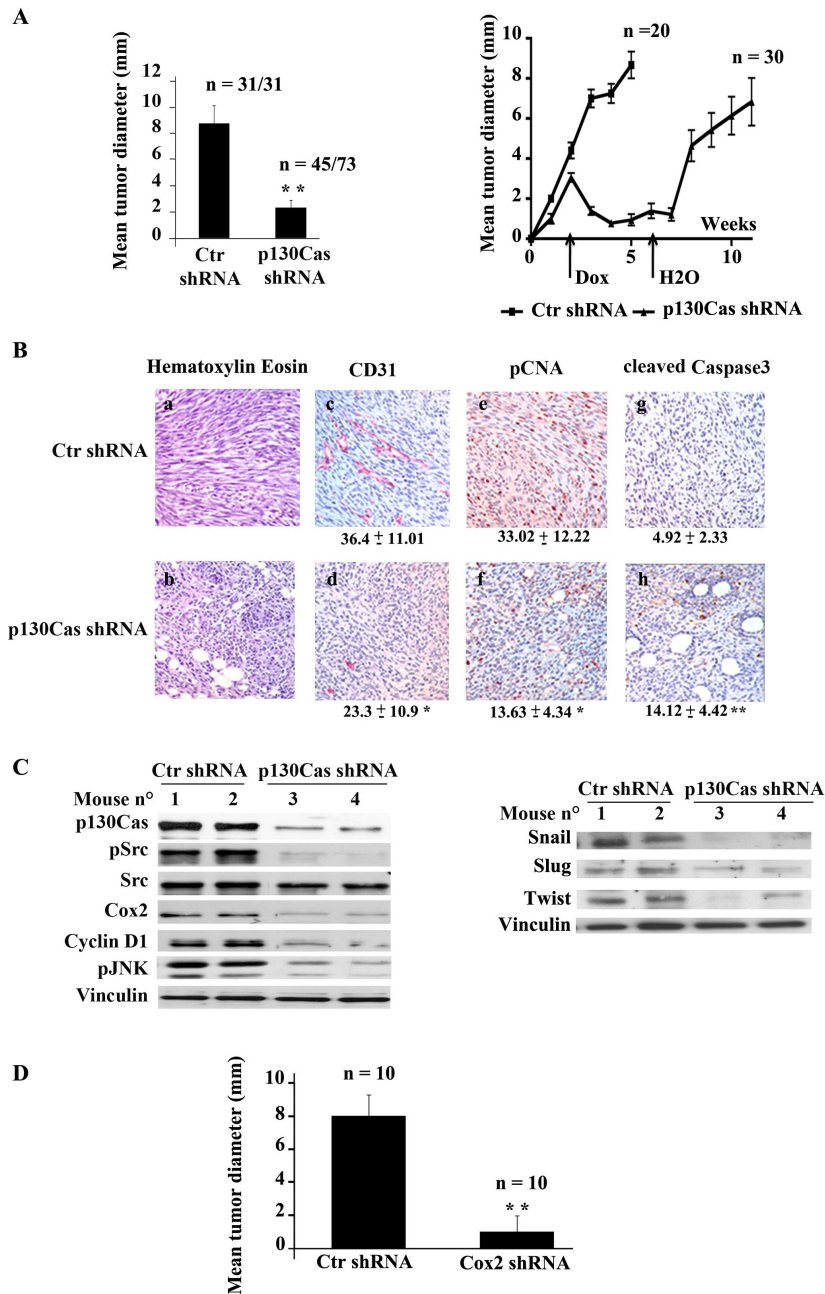 A
Mean tumor diameter (mm)
12
10
8
6
4
2
0
n = 31/31
n = 45/73
* *
Ctr
shRNA
p130Cas
shRNA
Mean tumor diameter (mm)
10
8
6
4
2
0
n =20
n = 30
Weeks
0
5
10
Dox
H2O
Ctr shRNA
p130Cas shRNA
B
Hematoxylin Eosin
CD31
pCNA
cleaved Caspase3
Ctr shRNA
a
c
e
g
36.4 ± 11.01
33.02 ± 12.22
4.92 ± 2.33
p130Cas shRNA
b
d
f
h
23.3 ± 10.9 *
13.63 ± 4.34 *
14.12 ± 4.42 **
C
Ctr shRNA p130Cas shRNA
Mouse n° 1 2 3 4
p130Cas
pSrc
Src
Cox2
Cyclin D1
pJNK
Vinculin
Ctr shRNA p130Cas shRNA
Mouse n° 1 2 3 4
Snail
Slug
Twist
Vinculin
D
Mean tumor diameter (mm)
10
8
6
4
2
0
n = 10
n = 10
* *
Ctr shRNA
Cox2 shRNA